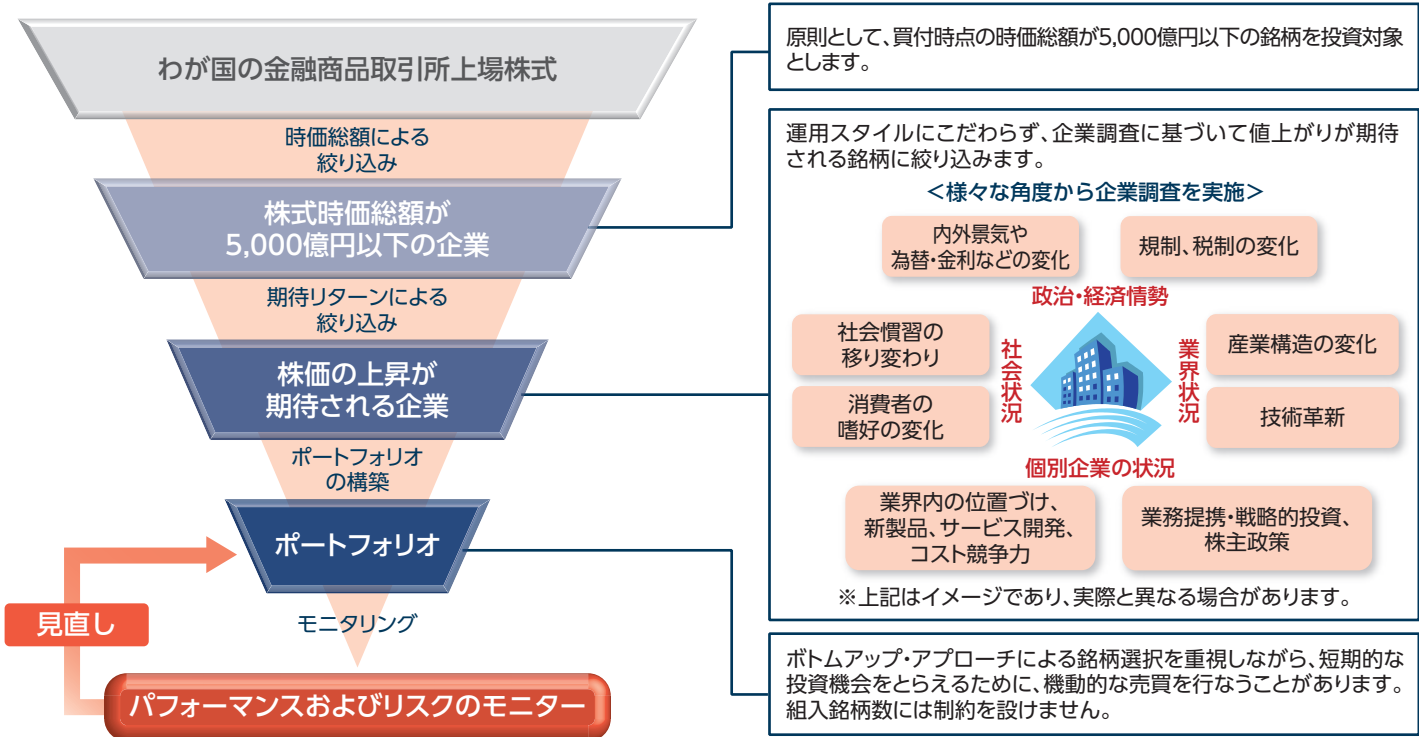 わが国の金融商品取引所上場株式
時価総額による
絞り込み
株式時価総額が
5,000億円以下の企業
期待リターンによる
絞り込み
株価の上昇が
期待される企業
ポートフォリオ
の構築
ポートフォリオ
見直し
モニタリング
パフォーマンスおよびリスクのモニター
原則として、買付時点の時価総額が5,000億円以下の銘柄を投資対象
とします。
運用スタイルにこだわらず、企業調査に基づいて値上がりが期待
される銘柄に絞り込みます。
＜様々な角度から企業調査を実施＞
内外景気や
為替・金利などの変化
規制、税制の変化
政治・経済情勢
社会慣習の
移り変わり
消費者の
嗜好の変化
社会状況
業界状況
産業構造の変化
技術革新
個別企業の状況
業界内の位置づけ、
新製品、サービス開発、
コスト競争力
業務提携・戦略的投資、
株主政策
※上記はイメージであり、実際と異なる場合があります。
ボトムアップ・アプローチによる銘柄選択を重視しながら、短期的な
投資機会をとらえるために、機動的な売買を行なうことがあります。
組入銘柄数には制約を設けません。